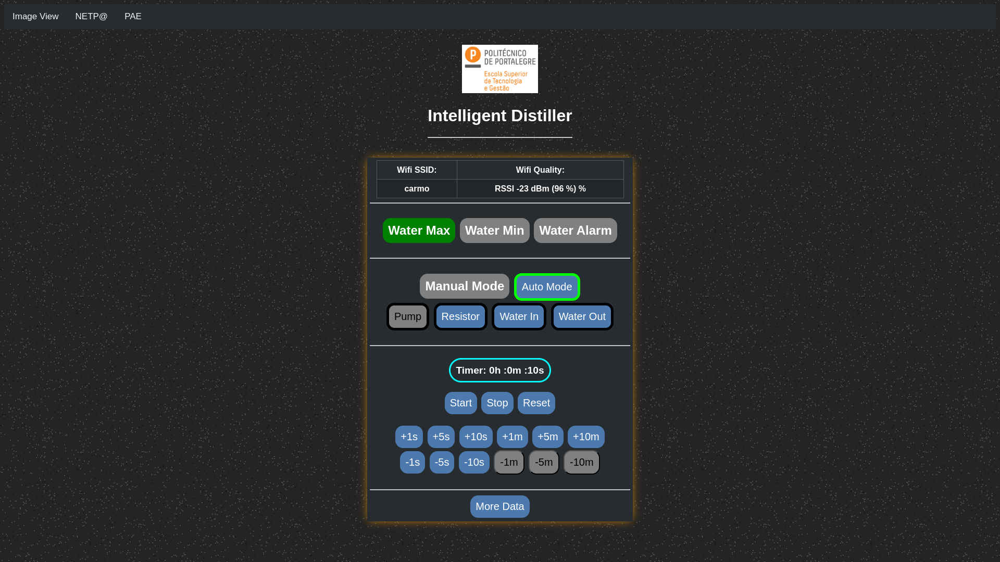 Image View NETP@ PAE
P POLITÉCNICO
DE PORTALEGRE
Escola Superior
de Tecnologia
e Gestão
Intelligent Distiller
Wifi SSID: Wifi Quality:
carmo RSSI -23 dBm (96 %) %
Water Max Water Min Water Alarm
Manual Mode Auto Mode
Pump Resistor Water In Water Out
Timer: 0h :0m :10s
Start Stop Reset
+1s +5s +10s +1m +5m +10m
-1s -5s -10s -1m -5m -10m
More Data